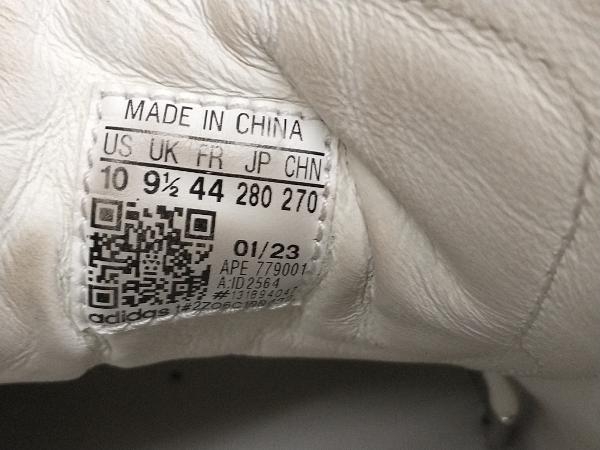 MADE IN CHINA
US UK FR JP CHN
10 9½ 44 280 270
01/23
APE 779001
A:ID2564
adidas